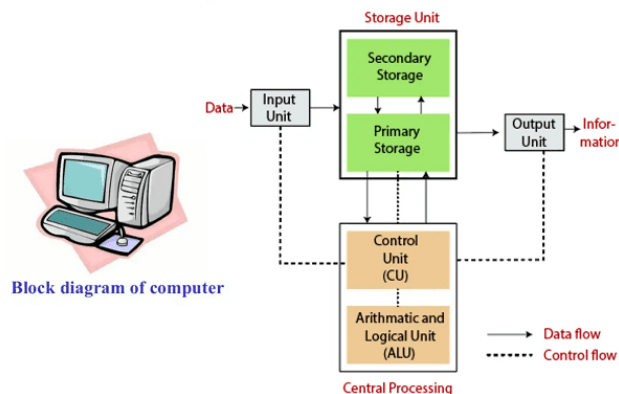 Storage Unit
Secondary
Storage
Data
Input
Unit
Primary
Storage
Output
Unit
Infor-
mation
Control
Unit
(CU)
Arithmatic and
Logical Unit
(ALU)
Central Processing
Block diagram of computer
Data flow
Control flow